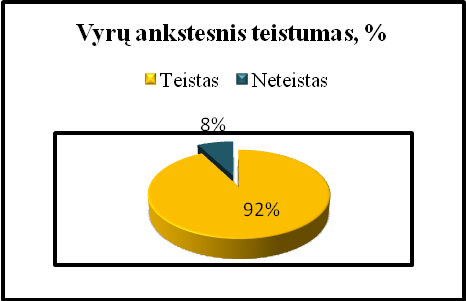 Vyrų ankstesnis teistumas, %
Teistas Neteistas
8%
92%